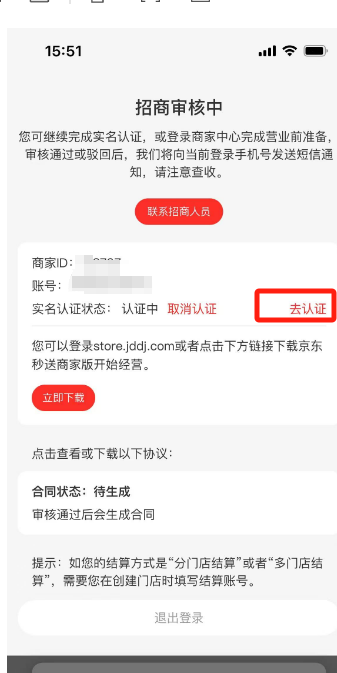 15:51
招商审核中
您可继续完成实名认证，或登录商家中心完成营业前准备，
审核通过或驳回后，我们将向当前登录手机号发送短信通
知，请注意查收。
联系招商人员
商家ID：
账号：
实名认证状态： 认证中 取消认证 去认证
您可以登录store.jddj.com或者点击下方链接下载京东
秒送商家版开始经营。
立即下载
点击查看或下载以下协议：
合同状态：待生成
审核通过后会生成合同
提示：如您的结算方式是“分门店结算”或者“多门店结
算”，需要您在创建门店时填写结算账号。
退出登录